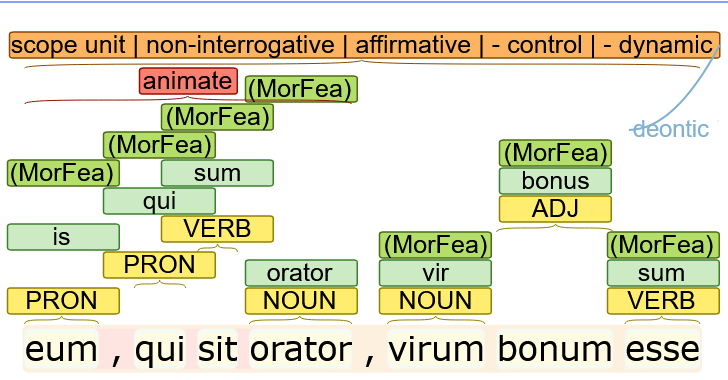 scope unit | non-interrogative | affirmative | - control | - dynamic
animate (MorFea)
(MorFea)
deontic
(MorFea) (MorFea)
(MorFea) sum bonus
qui ADJ
is VERB (MorFea) (MorFea)
PRON orator vir sum
PRON NOUN NOUN VERB
eum , qui sit orator , virum bonum esse